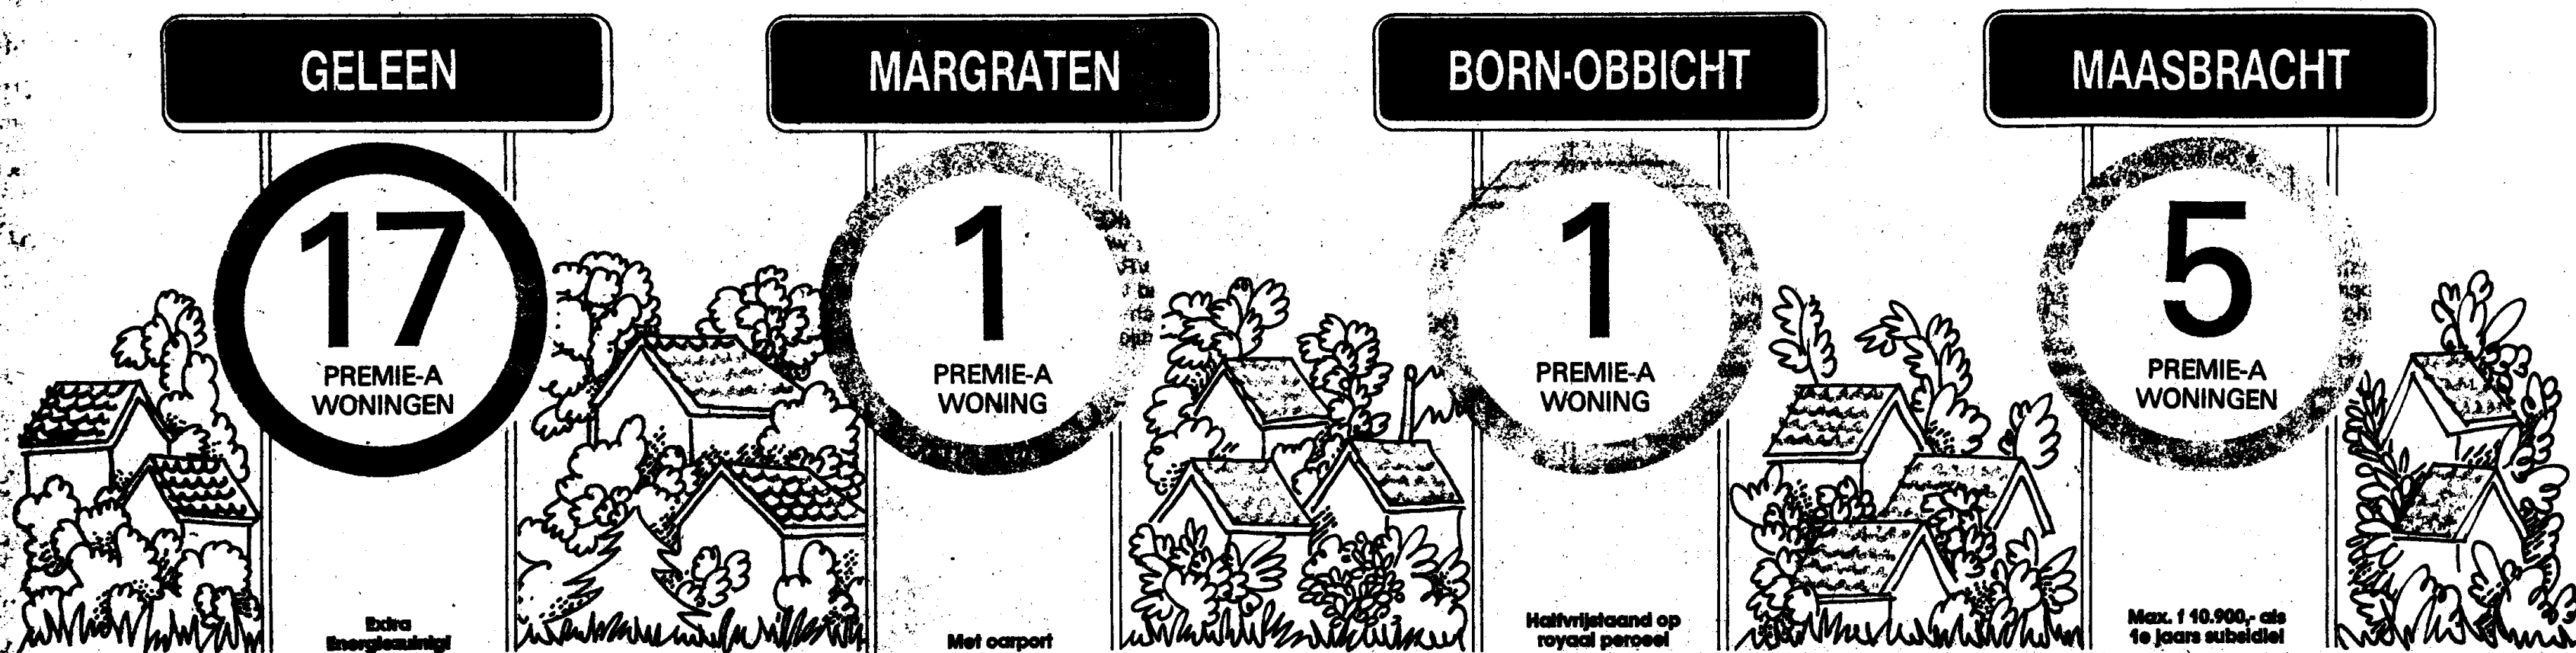 GELEEN
17
PREMIE-A
WONINGEN
Extra
Energiezuinig!
MARGRATEN
1
PREMIE-A
WONING
Met carport
BORN-OBBICHT
1
PREMIE-A
WONING
Halfvrijstaand op
royaal perceel
MAASBRACHT
5
PREMIE-A
WONINGEN
Max. f 10.900,- als
1e jaars subsidie!